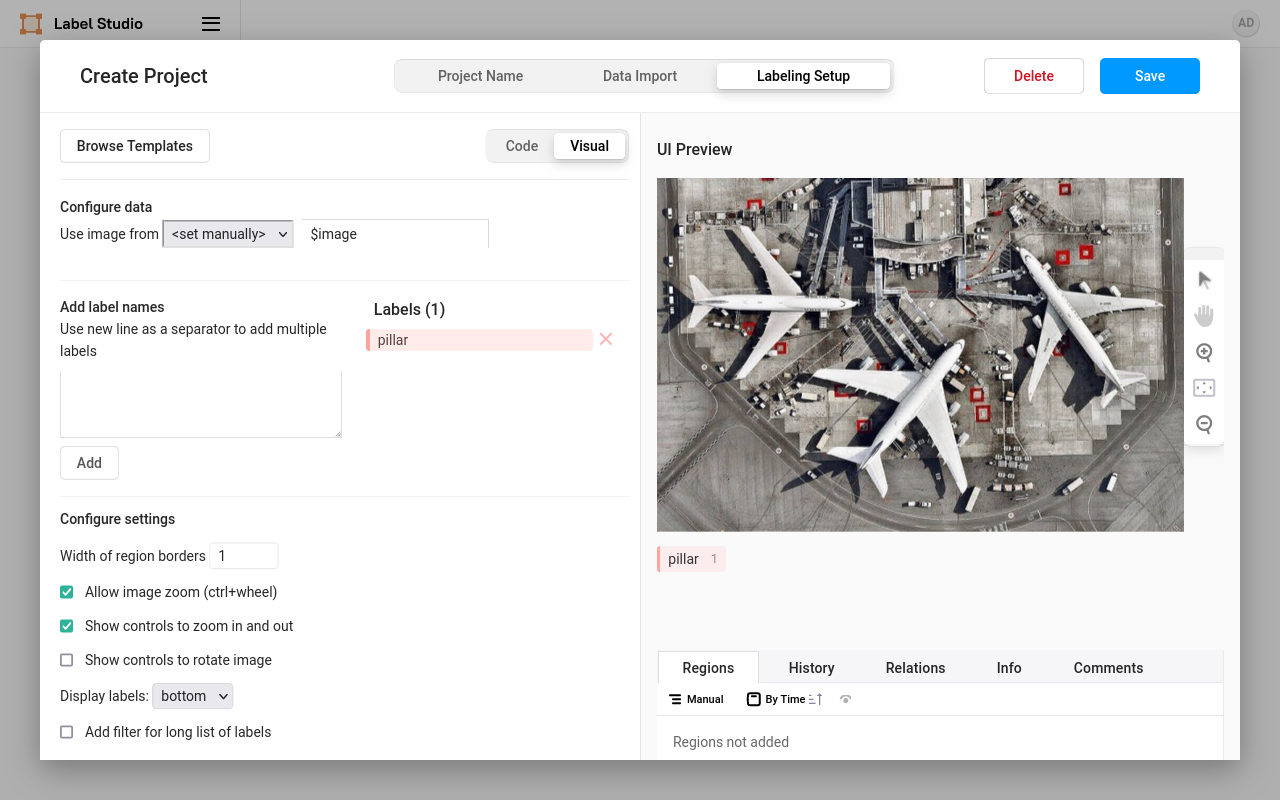 Label Studio
AD
Create Project
Project Name
Data Import
Labeling Setup
Delete
Save
Browse Templates
Code
Visual
Configure data
Use image from <set manually> $image
Add label names
Use new line as a separator to add multiple
labels
Labels (1)
pillar
Add
Configure settings
Width of region borders 1
Allow image zoom (ctrl+wheel)
Show controls to zoom in and out
Show controls to rotate image
Display labels: bottom
Add filter for long list of labels
UI Preview
pillar 1
Regions
History
Relations
Info
Comments
Manual
By Time
Regions not added